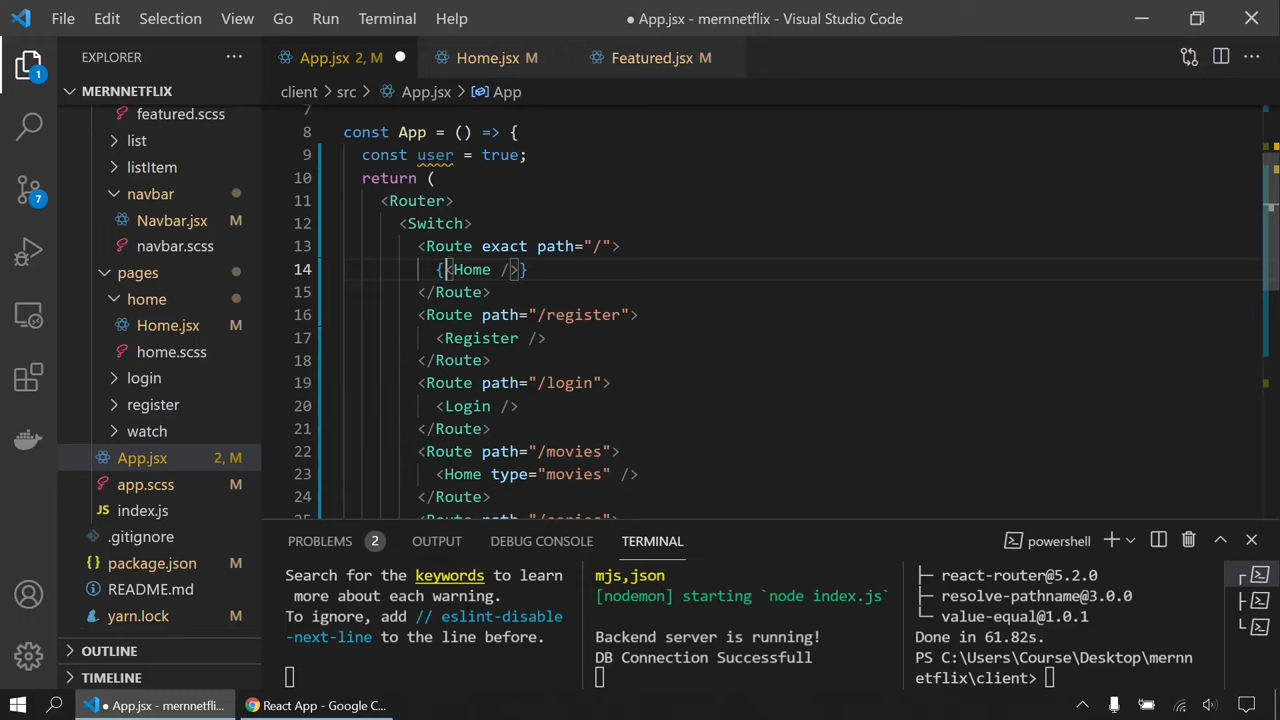 File Edit Selection View Go Run Terminal Help ● App.jsx - mernnetflix - Visual Studio Code
EXPLORER ···
App.jsx 2, M ●
Home.jsx M
Featured.jsx M
MERNNETFLIX
client > src > App.jsx > App
featured.scss
list
listItem
navbar
Navbar.jsx M
navbar.scss
pages
home
Home.jsx M
home.scss
login
register
watch
App.jsx 2, M
app.scss M
index.js
.gitignore
package.json M
README.md
yarn.lock M
OUTLINE
TIMELINE
1
7
7
8 const App = () => {
9 const user = true;
10 return (
11 <Router>
12 <Switch>
13 <Route exact path="/">
14 {<Home />}
15 </Route>
16 <Route path="/register">
17 <Register />
18 </Route>
19 <Route path="/login">
20 <Login />
21 </Route>
22 <Route path="/movies">
23 <Home type="movies" />
24 </Route>
25 <Route path="/series">
PROBLEMS 2 OUTPUT DEBUG CONSOLE TERMINAL
powershell
Search for the keywords to learn
more about each warning.
To ignore, add // eslint-disable
-next-line to the line before.
mjs,json
[nodemon] starting `node index.js`
Backend server is running!
DB Connection Successfull
├─ react-router@5.2.0
├─ resolve-pathname@3.0.0
└─ value-equal@1.0.1
Done in 61.82s.
PS C:\Users\Course\Desktop\mernn
etflix\client>
● App.jsx - mernnetfli...
React App - Google C...